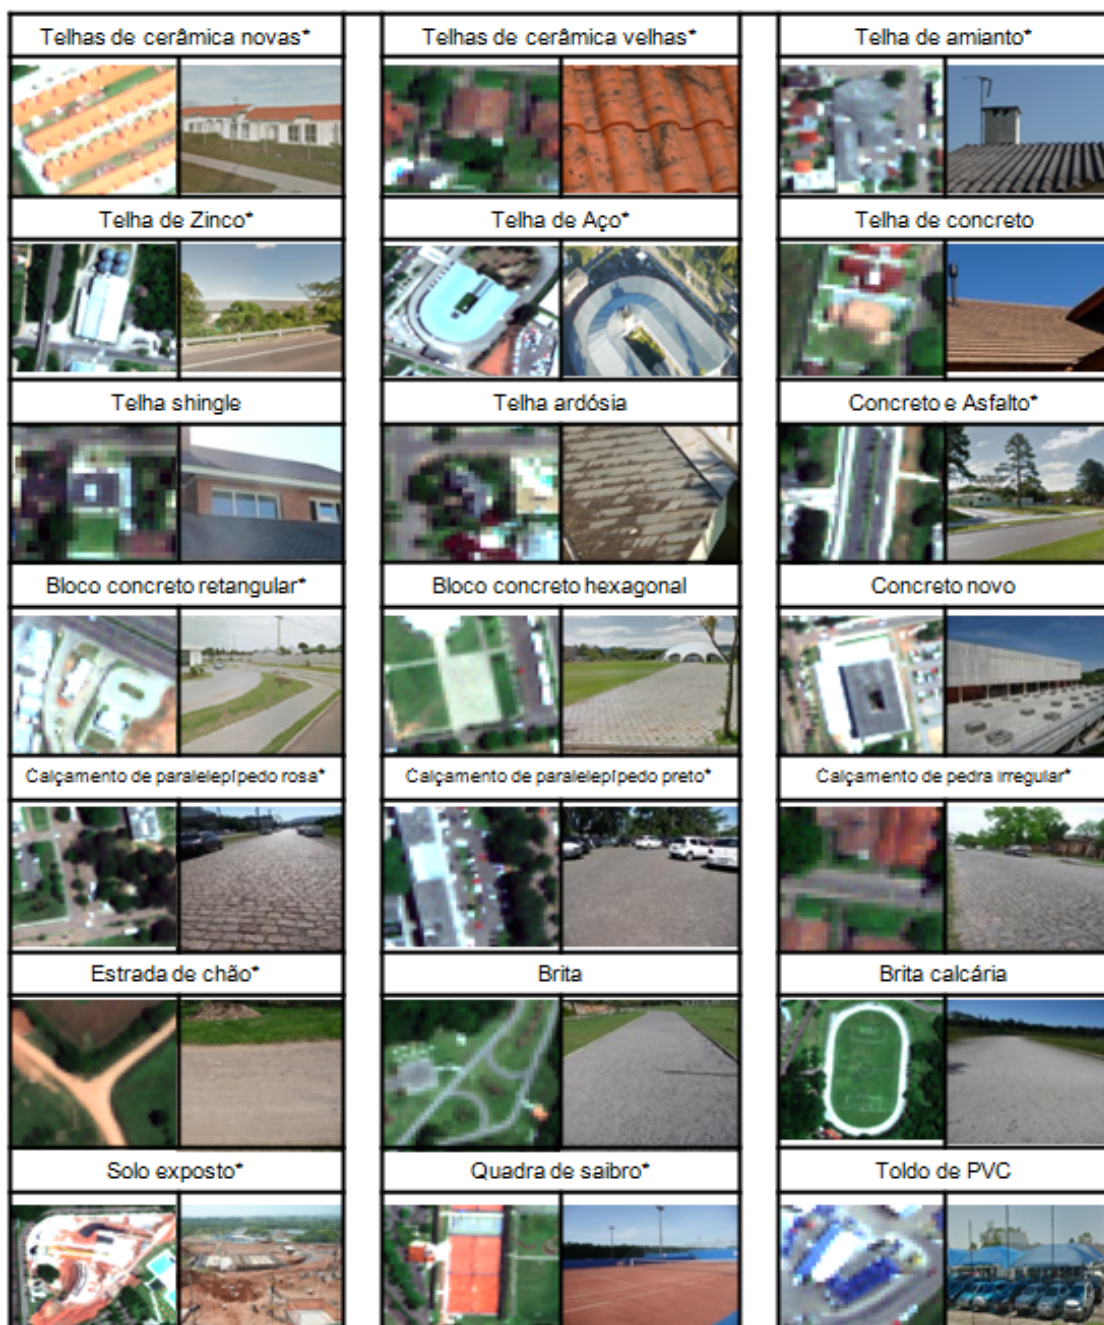 Telhas de cerâmica novas*
Telhas de cerâmica velhas*
Telha de amianto*
Telha de Zinco*
Telha de Aço*
Telha de concreto
Telha shingle
Telha ardósia
Concreto e Asfalto*
Bloco concreto retangular*
Bloco concreto hexagonal
Concreto novo
Calçamento de paralelepípedo rosa*
Calçamento de paralelepípedo preto*
Calçamento de pedra irregular*
Estrada de chão*
Brita
Brita calcária
Solo exposto*
Quadra de saibro*
Toldo de PVC